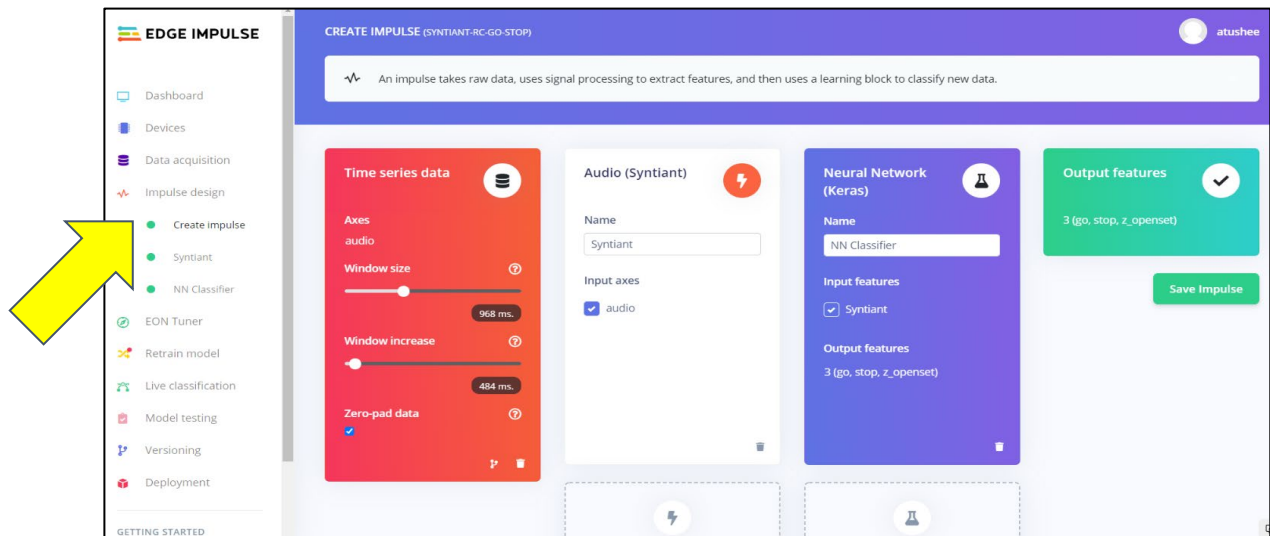 EDGE IMPULSE
Dashboard
Devices
Data acquisition
Impulse design
Create impulse
Syntiant
NN Classifier
EON Tuner
Retrain model
Live classification
Model testing
Versioning
Deployment
GETTING STARTED
CREATE IMPULSE (SYNTIANT-RC-GO-STOP)
atushee
An impulse takes raw data, uses signal processing to extract features, and then uses a learning block to classify new data.
Time series data
Axes
audio
Window size
968 ms.
Window increase
484 ms.
Zero-pad data
Audio (Syntiant)
Name
Syntiant
Input axes
audio
Neural Network
(Keras)
Name
NN Classifier
Input features
Syntiant
Output features
3 (go, stop, z_openset)
Output features
3 (go, stop, z_openset)
Save Impulse